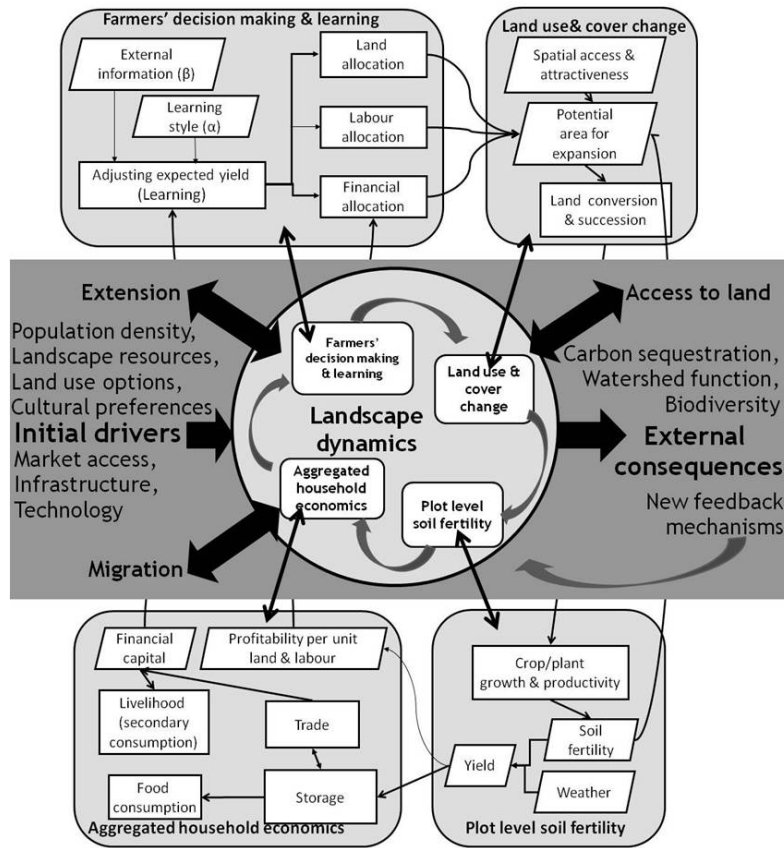 Farmers' decision making & learning
External
information (β)
Learning
style (α)
Adjusting expected yield
(Learning)
Land
allocation
Labour
allocation
Financial
allocation
Land use& cover change
Spatial access &
attractiveness
Potential
area for
expansion
Land conversion
& succession
Extension
Population density,
Landscape resources,
Land use options,
Cultural preferences
Initial drivers
Market access,
Infrastructure,
Technology
Migration
Farmers'
decision making
& learning
Land use &
cover
change
Landscape
dynamics
Aggregated
household
economics
Plot level
soil fertility
Access to land
Carbon sequestration,
Watershed function,
Biodiversity
External
consequences
New feedback
mechanisms
Financial
capital
Profitability per unit
land & labour
Livelihood
(secondary
consumption)
Trade
Food
consumption
Storage
Aggregated household economics
Crop/plant
growth & productivity
Soil
fertility
Yield
Weather
Plot level soil fertility